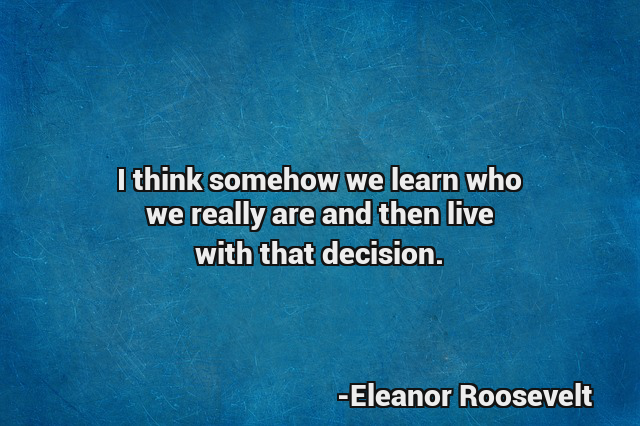 I think somehow we learn who
we really are and then live
with that decision.
-Eleanor Roosevelt